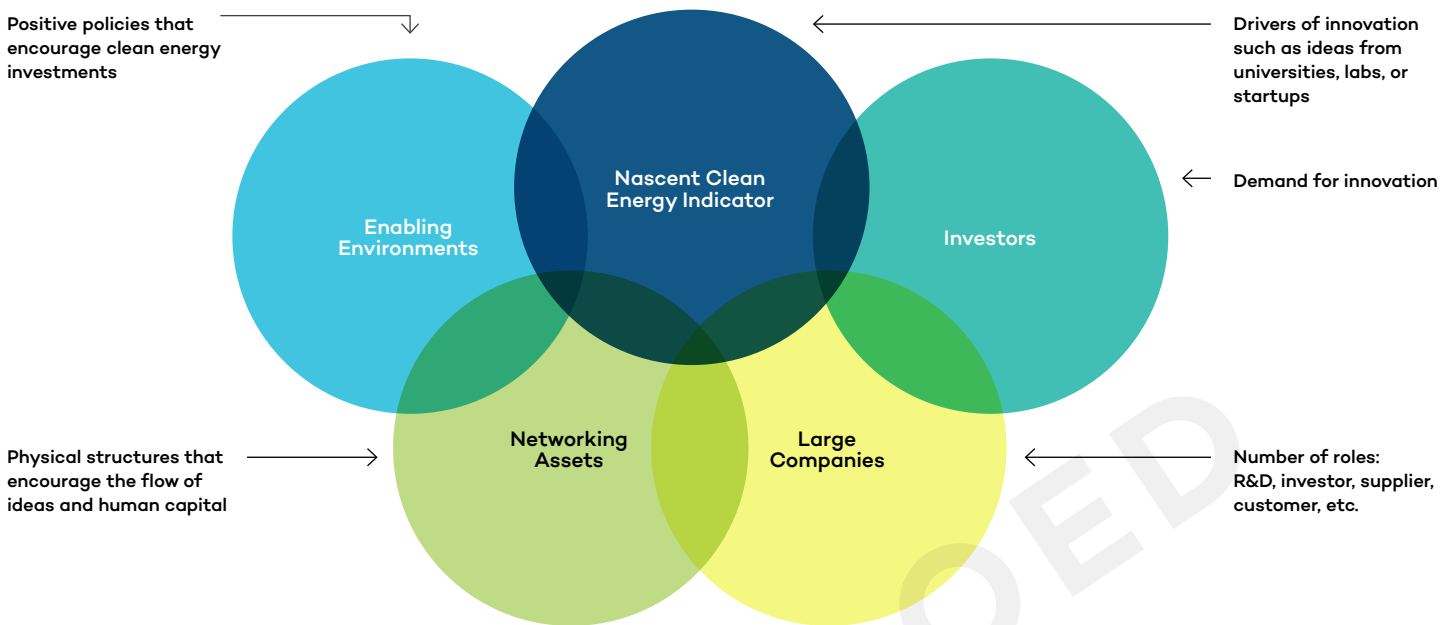 Positive policies that
encourage clean energy
investments
Drivers of innovation
such as ideas from
universities, labs, or
startups
Nascent Clean
Energy Indicator
Demand for innovation
Enabling
Environments
Investors
Networking
Assets
Large
Companies
Physical structures that
encourage the flow of
ideas and human capital
Number of roles:
R&D, investor, supplier,
customer, etc.
OED